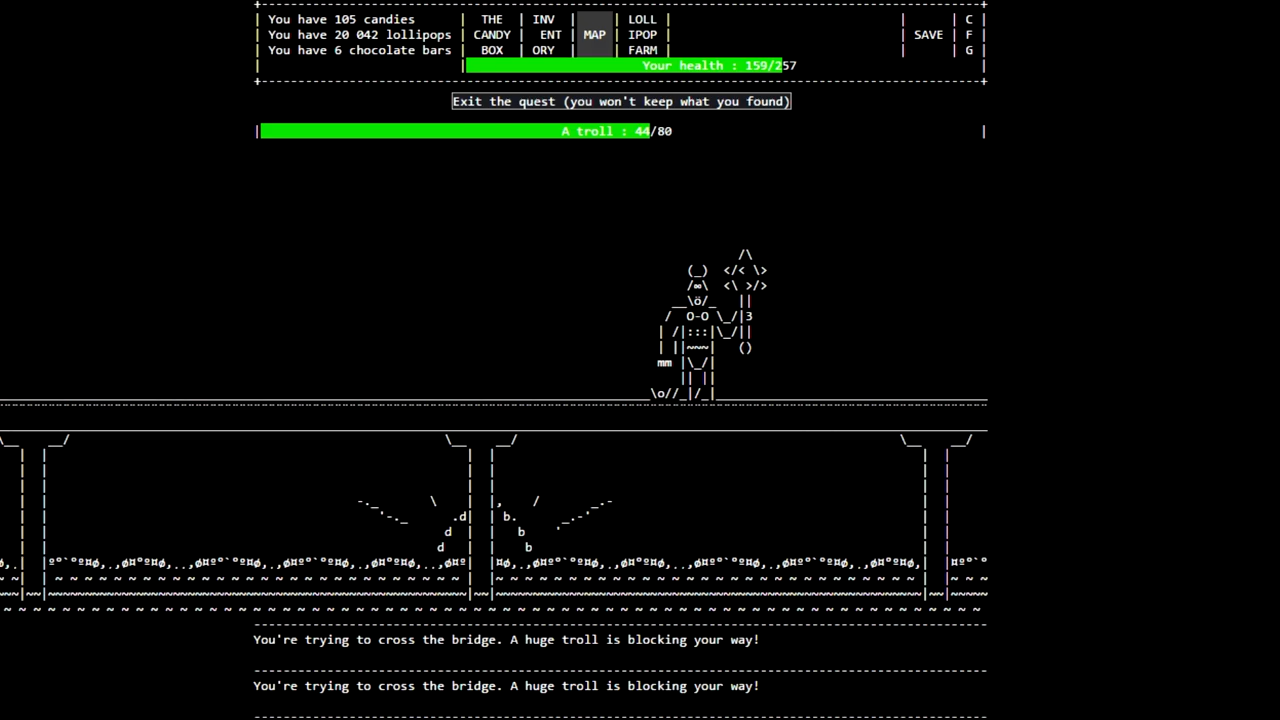 You have 105 candies | THE | INV | | LOLL | | | C
You have 20 042 lollipops | CANDY | ENT | MAP | IPOP | | SAVE | F
You have 6 chocolate bars | BOX | ORY | | FARM | | | G
Your health : 159/257
Exit the quest (you won't keep what you found)
A troll : 44/80
You're trying to cross the bridge. A huge troll is blocking your way!
You're trying to cross the bridge. A huge troll is blocking your way!